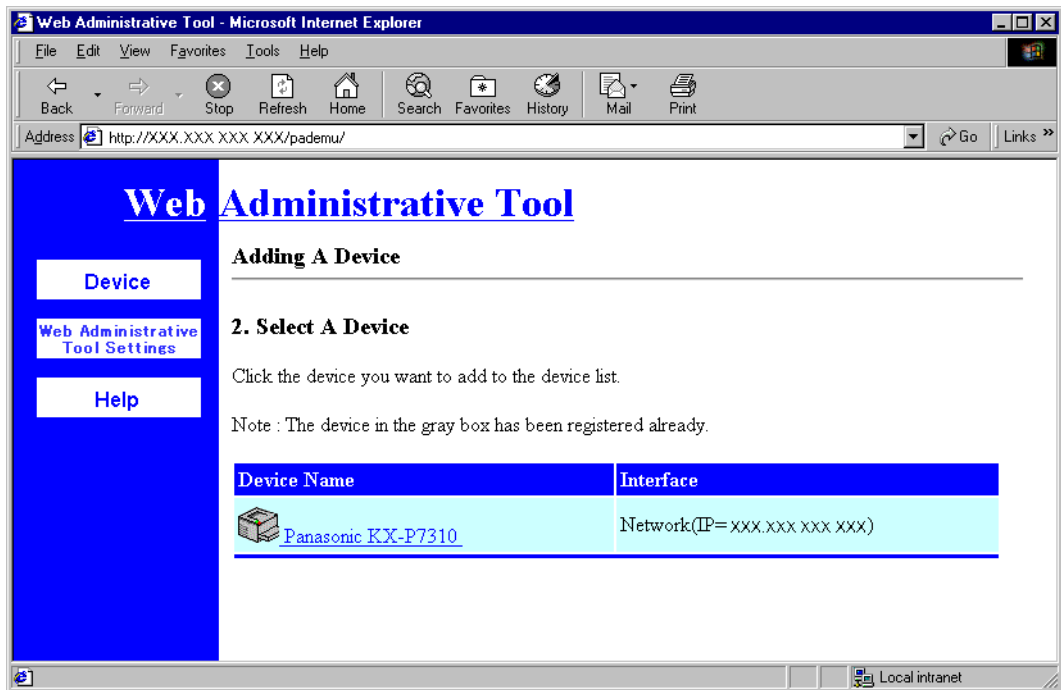 Web Administrative Tool - Microsoft Internet Explorer
File Edit View Favorites Tools Help
Back Forward Stop Refresh Home Search Favorites History Mail Print
Address http://XXX.XXX XXX XXX/pademu/ Go Links »
Web Administrative Tool
Adding A Device
Device
Web Administrative
Tool Settings
Help
2. Select A Device
Click the device you want to add to the device list.
Note : The device in the gray box has been registered already.
Device Name Interface
Panasonic KX-P7310 Network(IP=XXX.XXX XXX XXX)
Local intranet